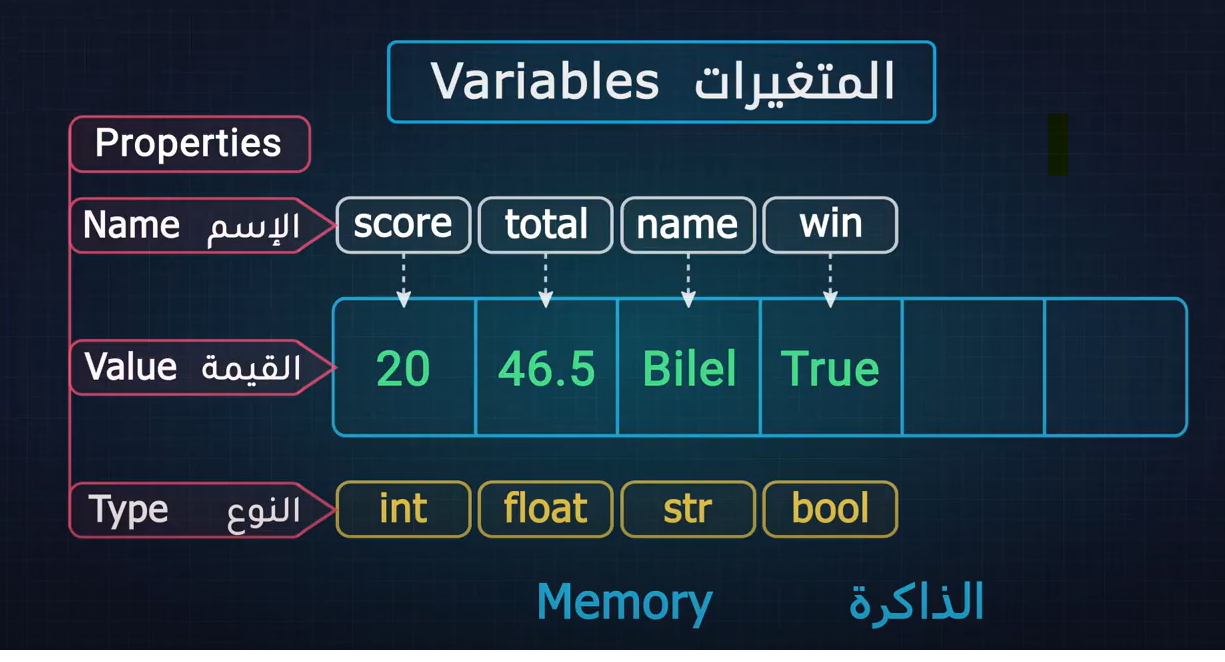 Variables المتغيرات
Properties
Name الإسم score total name win
Value القيمة 20 46.5 Bilel True
Type النوع int float str bool
Memory الذاكرة